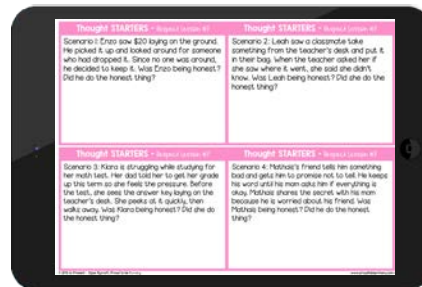 Thought STARTERS • Respect Lesson #7
Scenario 1: Enzo saw $20 laying on the ground.
He picked it up and looked around for someone
who had dropped it. Since no one was around,
he decided to keep it. Was Enzo being honest?
Did he do the honest thing?
Thought STARTERS • Respect Lesson #7
Scenario 2: Leah saw a classmate take
something from the teacher's desk and put it
in their bag. When the teacher asked her if
she saw where it went, she said she didn't
know. Was Leah being honest? Did she do the
honest thing?
Thought STARTERS • Respect Lesson #7
Scenario 3: Kiana is struggling while studying for
her math test. Her dad told her to get her grade
up this term so she feels the pressure. Before
the test, she sees the answer key laying on the
teacher's desk. She peeks at it quickly, then
walks away. Was Kiana being honest? Did she do
the honest thing?
Thought STARTERS • Respect Lesson #7
Scenario 4: Mathais's friend tells him something
bad and gets him to promise not to tell. He keeps
his word until his mom asks him if everything is
okay. Mathais shares the secret with his mom
because he is worried about his friend. Was
Mathais being honest? Did he do the honest
thing?